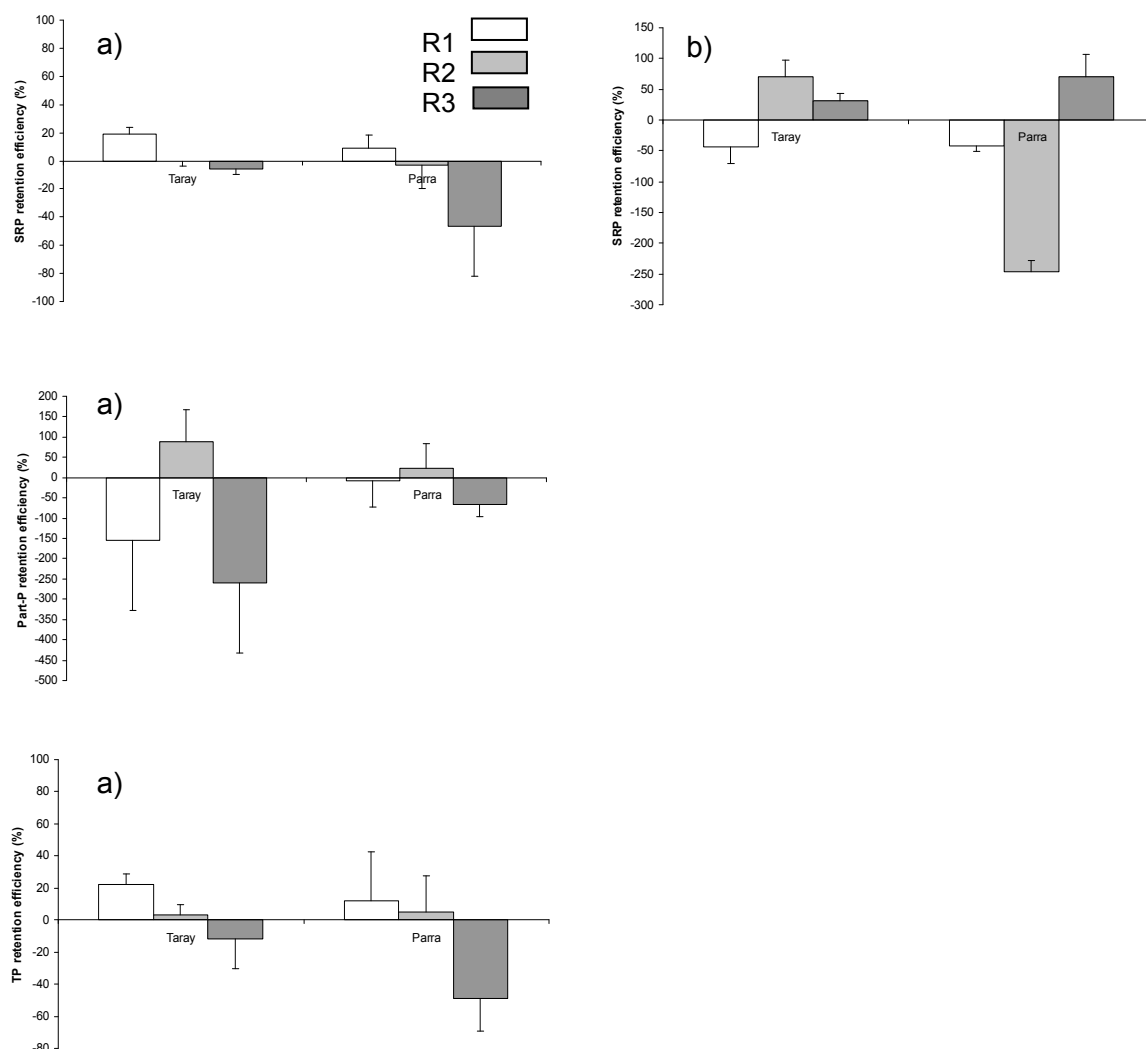 a)
R1
R2
R3
SRP retention efficiency (%)
100
80
60
40
20
0
-20
-40
-60
-80
-100
Taray
Parra
b)
SRP retention efficiency (%)
150
100
50
0
-50
-100
-150
-200
-250
-300
Taray
Parra
a)
Part-P retention efficiency (%)
200
150
100
50
0
-50
-100
-150
-200
-250
-300
-350
-400
-450
-500
Taray
Parra
a)
TP retention efficiency (%)
100
80
60
40
20
0
-20
-40
-60
-80
Taray
Parra